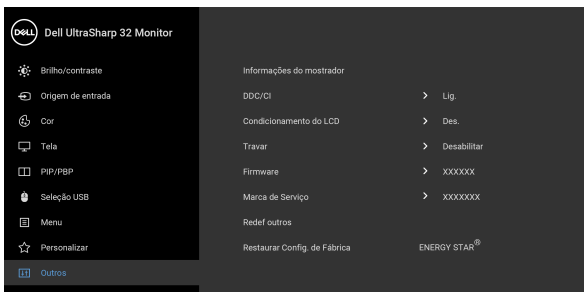 DELL Dell UltraSharp 32 Monitor
Brilho/contraste Informações do mostrador
Origem de entrada DDC/CI Lig.
Cor Condicionamento do LCD Des.
Tela Travar Desabilitar
PIP/PBP Firmware XXXXXX
Seleção USB Marca de Serviço XXXXXXX
Menu Redef outros
Personalizar Restaurar Config. de Fábrica ENERGY STAR®
Outros